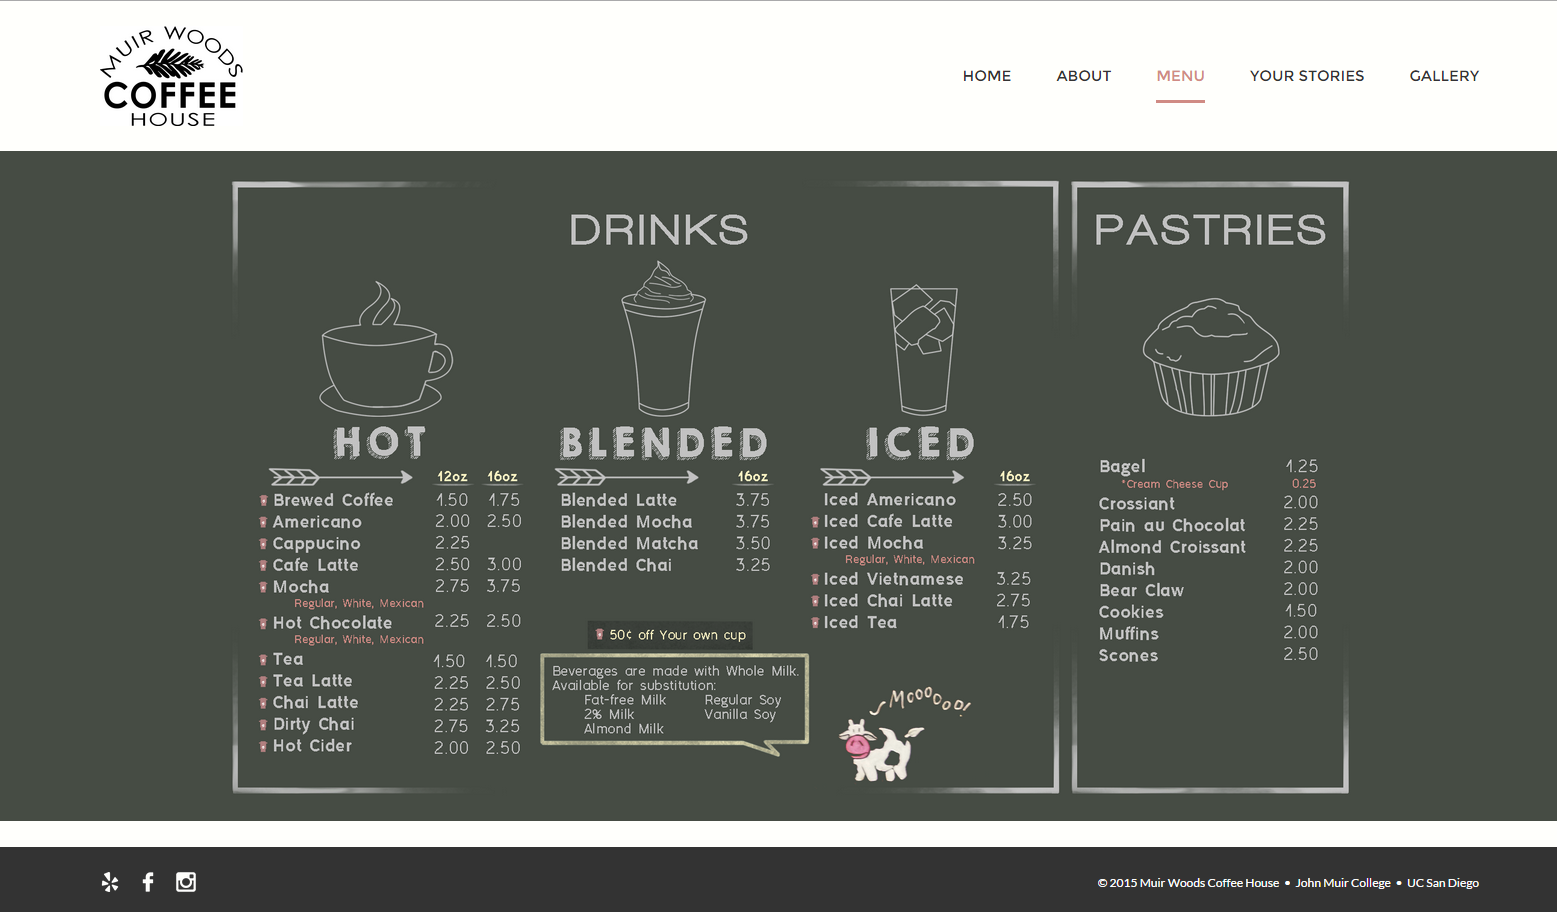 MUIR WOODS
COFFEE
HOUSE
HOME ABOUT MENU YOUR STORIES GALLERY
DRINKS
HOT
12oz 16oz
Brewed Coffee 1.50 1.75
Americano 2.00 2.50
Cappucino 2.25
Cafe Latte 2.50 3.00
Mocha 2.75 3.75
Regular, White, Mexican
Hot Chocolate 2.25 2.50
Regular, White, Mexican
Tea 1.50 1.50
Tea Latte 2.25 2.50
Chai Latte 2.25 2.75
Dirty Chai 2.75 3.25
Hot Cider 2.00 2.50
BLENDED
16oz
Blended Latte 3.75
Blended Mocha 3.75
Blended Matcha 3.50
Blended Chai 3.25
50¢ off Your own cup
Beverages are made with Whole Milk.
Available for substitution:
Fat-free Milk Regular Soy
2% Milk Vanilla Soy
Almond Milk
ICED
16oz
Iced Americano 2.50
Iced Cafe Latte 3.00
Iced Mocha 3.25
Regular, White, Mexican
Iced Vietnamese 3.25
Iced Chai Latte 2.75
Iced Tea 1.75
MOOOOOO!
PASTRIES
Bagel 1.25
*Cream Cheese Cup 0.25
Crossiant 2.00
Pain au Chocolat 2.25
Almond Croissant 2.25
Danish 2.00
Bear Claw 2.00
Cookies 1.50
Muffins 2.00
Scones 2.50
© 2015 Muir Woods Coffee House • John Muir College • UC San Diego